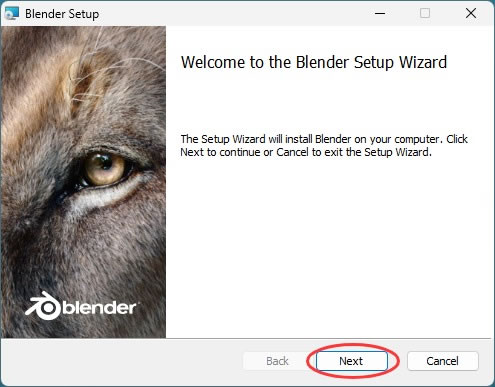 Blender Setup
Welcome to the Blender Setup Wizard
The Setup Wizard will install Blender on your computer. Click
Next to continue or Cancel to exit the Setup Wizard.
blender
Back
Next
Cancel